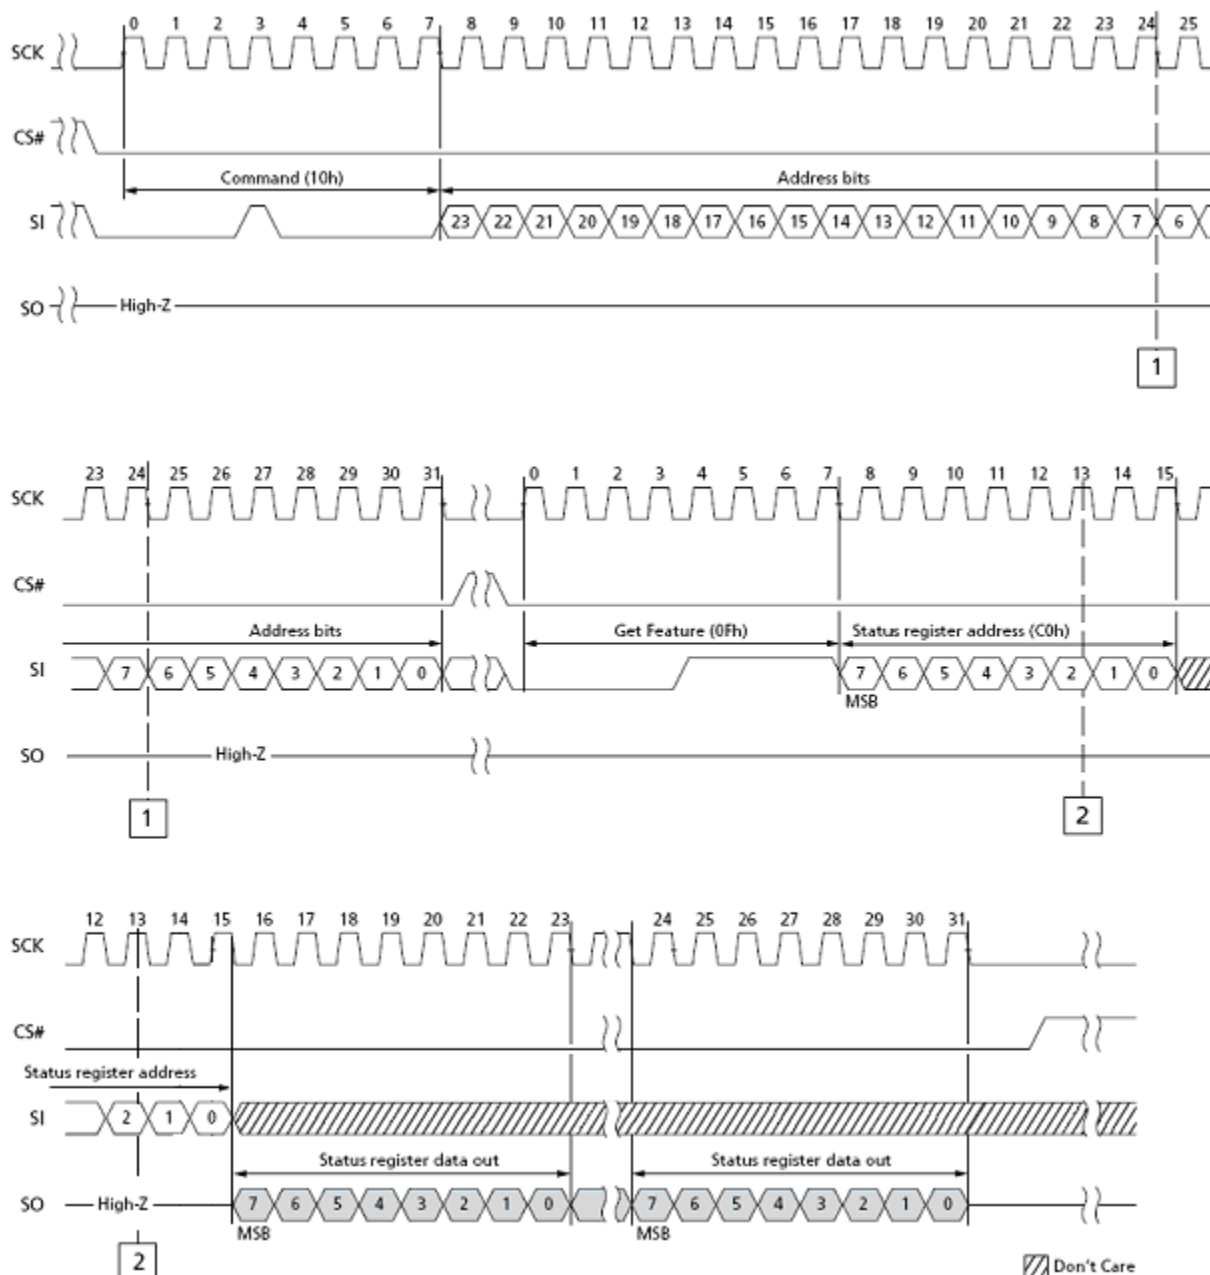 0 1 2 3 4 5 6 7 8 9 10 11 12 13 14 15 16 17 18 19 20 21 22 23 24 25
SCK
CS#
Command (10h) Address bits
SI 23 22 21 20 19 18 17 16 15 14 13 12 11 10 9 8 7 6
SO High-Z
1
23 24 25 26 27 28 29 30 31 0 1 2 3 4 5 6 7 8 9 10 11 12 13 14 15
SCK
CS#
Address bits Get Feature (0Fh) Status register address (C0h)
SI 7 6 5 4 3 2 1 0 7 6 5 4 3 2 1 0
MSB
SO High-Z
1 2
12 13 14 15 16 17 18 19 20 21 22 23 24 25 26 27 28 29 30 31
SCK
CS#
Status register address
SI 2 1 0
Status register data out Status register data out
SO High-Z 7 6 5 4 3 2 1 0 7 6 5 4 3 2 1 0
MSB MSB
2 Don't Care